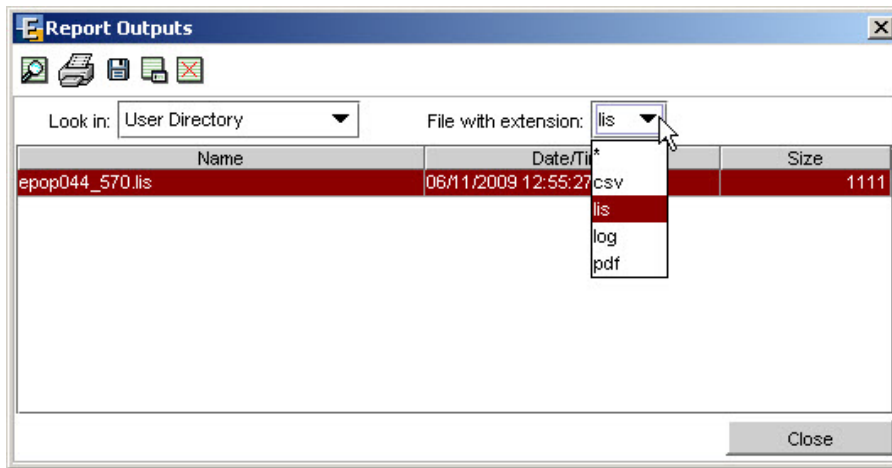 Report Outputs
Look in: User Directory File with extension: lis
Name Date/Ti Size
epop044_570.lis 06/11/2009 12:55:27 1111
*
csv
lis
log
pdf
Close